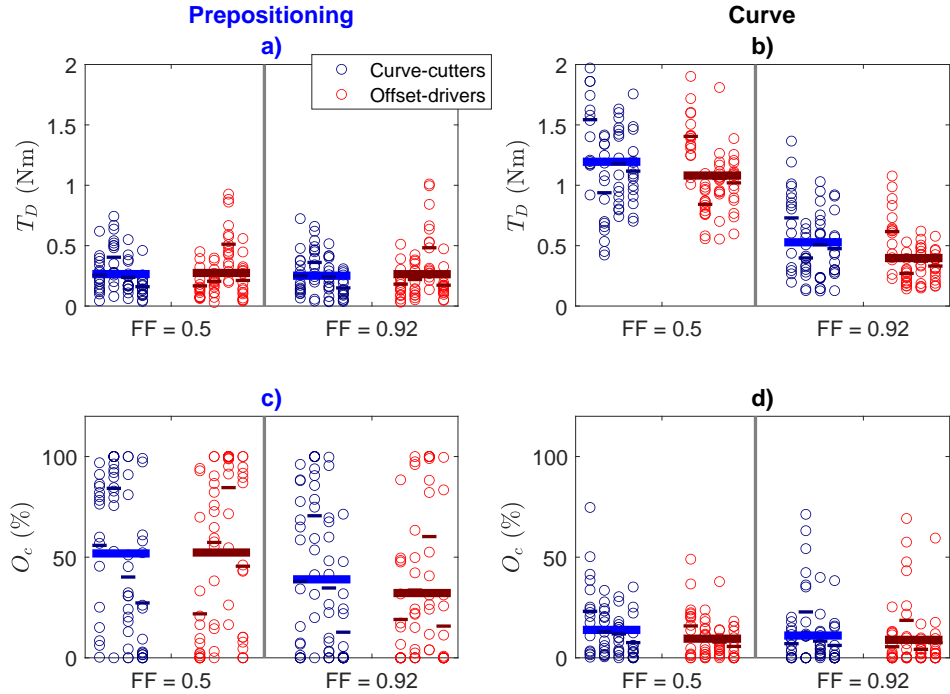 Prepositioning
Curve
a)
b)
Curve-cutters
Offset-drivers
2
1.5
1
0.5
0
T_D (Nm)
FF = 0.5
FF = 0.92
2
1.5
1
0.5
0
T_D (Nm)
FF = 0.5
FF = 0.92
c)
d)
100
50
0
O_c (%)
FF = 0.5
FF = 0.92
100
50
0
O_c (%)
FF = 0.5
FF = 0.92